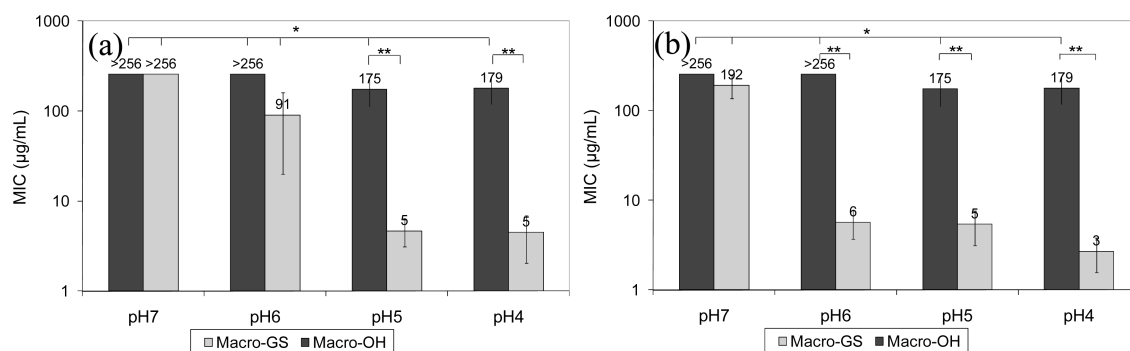 (a)
MIC (µg/mL)
1000
100
10
1
*
** **
>256 >256 >256 91 175 5 179 5
pH7 pH6 pH5 pH4
Macro-GS Macro-OH
(b)
MIC (µg/mL)
1000
100
10
1
*
** ** **
>256 192 >256 6 175 5 179 3
pH7 pH6 pH5 pH4
Macro-GS Macro-OH